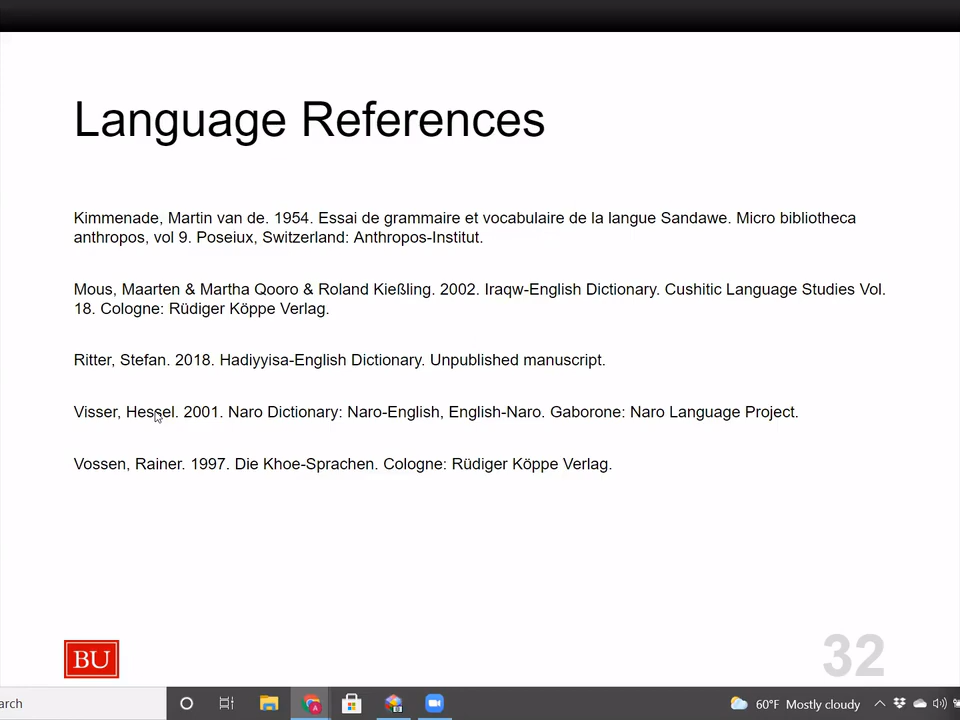 Language References
Kimmenade, Martin van de. 1954. Essai de grammaire et vocabulaire de la langue Sandawe. Micro bibliotheca
anthropos, vol 9. Poseiux, Switzerland: Anthropos-Institut.
Mous, Maarten & Martha Qooro & Roland Kießling. 2002. Iraqw-English Dictionary. Cushitic Language Studies Vol.
18. Cologne: Rüdiger Köppe Verlag.
Ritter, Stefan. 2018. Hadiyyisa-English Dictionary. Unpublished manuscript.
Visser, Hessel. 2001. Naro Dictionary: Naro-English, English-Naro. Gaborone: Naro Language Project.
Vossen, Rainer. 1997. Die Khoe-Sprachen. Cologne: Rüdiger Köppe Verlag.
BU
32
arch
60°F Mostly cloudy